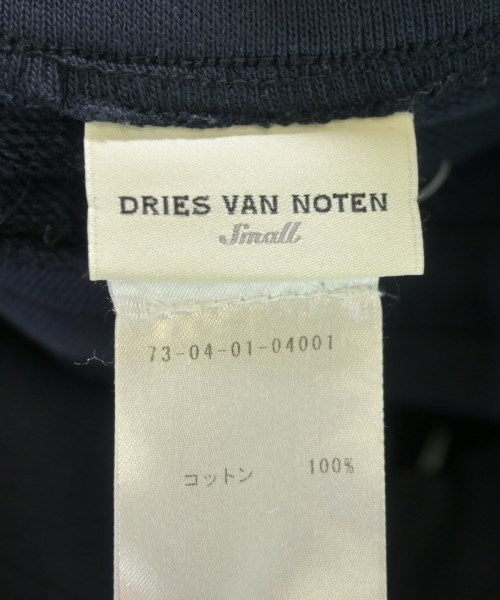 DRIES VAN NOTEN
Small
73-04-01-04001
コットン 100%